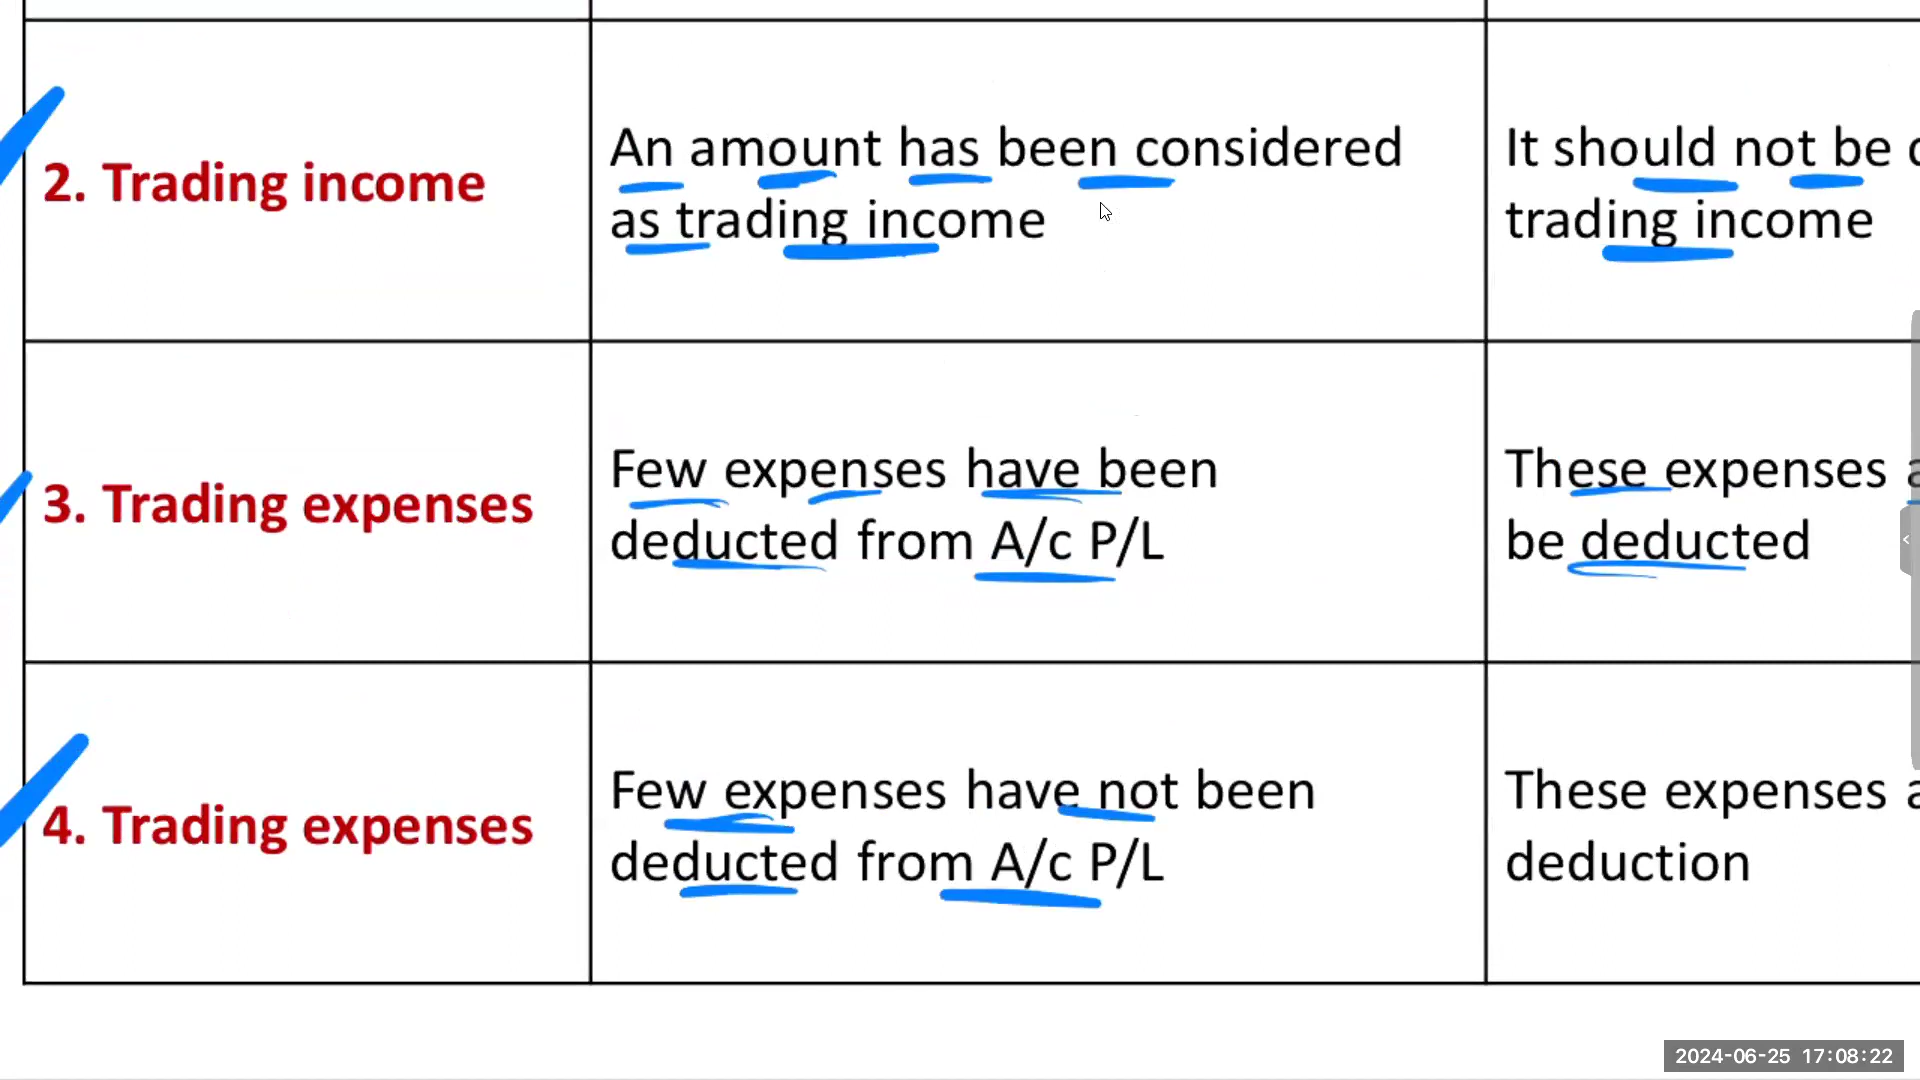 2. Trading income
An amount has been considered
as trading income
It should not be
trading income
3. Trading expenses
Few expenses have been
deducted from A/c P/L
These expenses
be deducted
4. Trading expenses
Few expenses have not been
deducted from A/c P/L
These expenses
deduction
2024-06-25 17:08:22